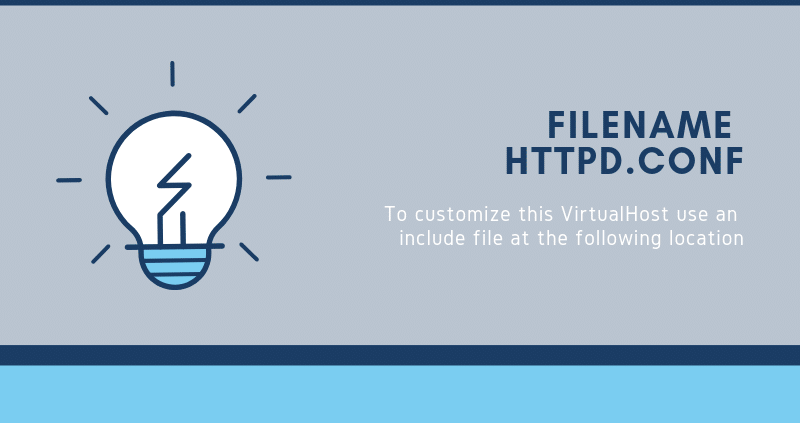 FILENAME
HTTPD.CONF
To customize this VirtualHost use an
include file at the following location